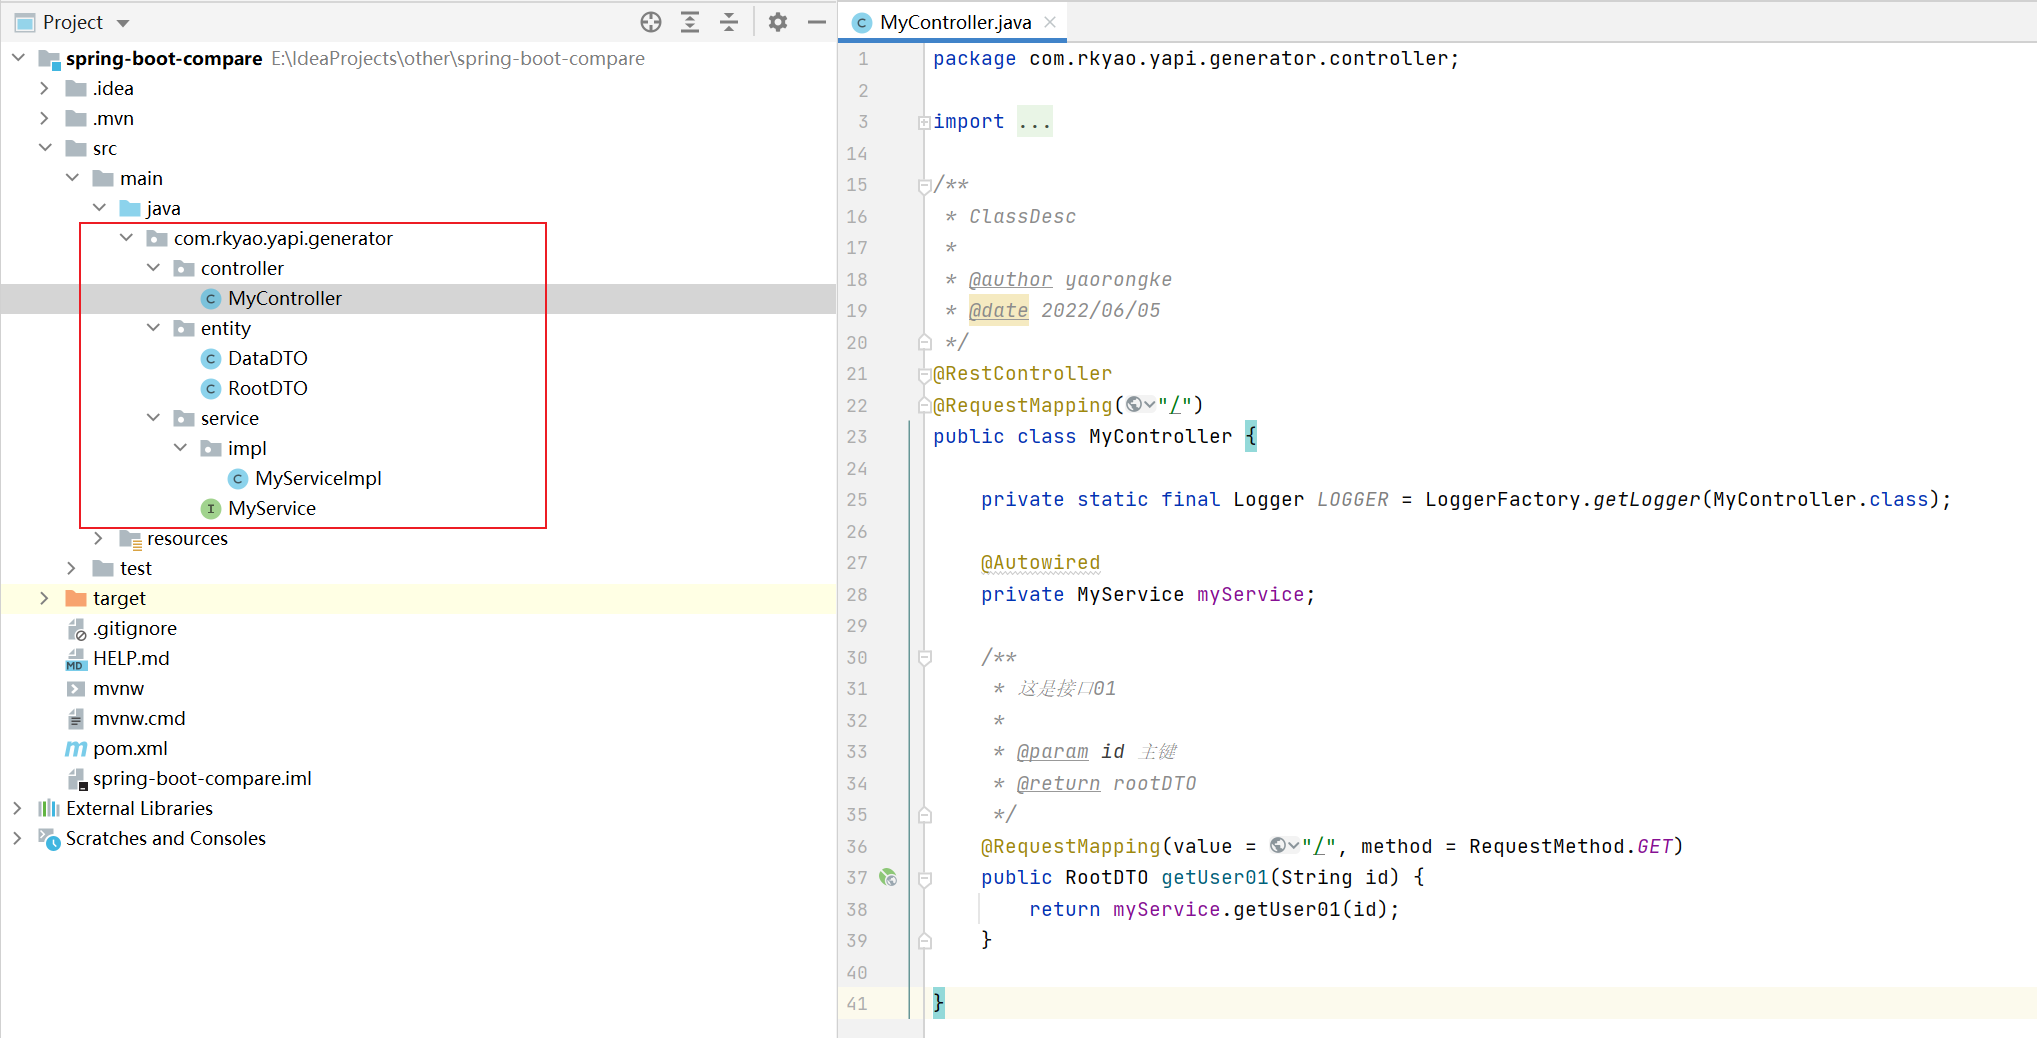 Project
spring-boot-compare E:\IdeaProjects\other\spring-boot-compare
.idea
.mvn
src
main
java
com.rkyao.yapi.generator
controller
MyController
entity
DataDTO
RootDTO
service
impl
MyServiceImpl
MyService
resources
test
target
.gitignore
HELP.md
mvnw
mvnw.cmd
pom.xml
spring-boot-compare.iml
External Libraries
Scratches and Consoles
MyController.java
1 package com.rkyao.yapi.generator.controller;
2
3 import ...
14
15 /**
16 * ClassDesc
17 *
18 * @author yaorongke
19 * @date 2022/06/05
20 */
21 @RestController
22 @RequestMapping("/")
23 public class MyController {
24
25 private static final Logger LOGGER = LoggerFactory.getLogger(MyController.class);
26
27 @Autowired
28 private MyService myService;
29
30 /**
31 * 这是接口01
32 *
33 * @param id 主键
34 * @return rootDTO
35 */
36 @RequestMapping(value = "/", method = RequestMethod.GET)
37 public RootDTO getUser01(String id) {
38 return myService.getUser01(id);
39 }
40
41 }